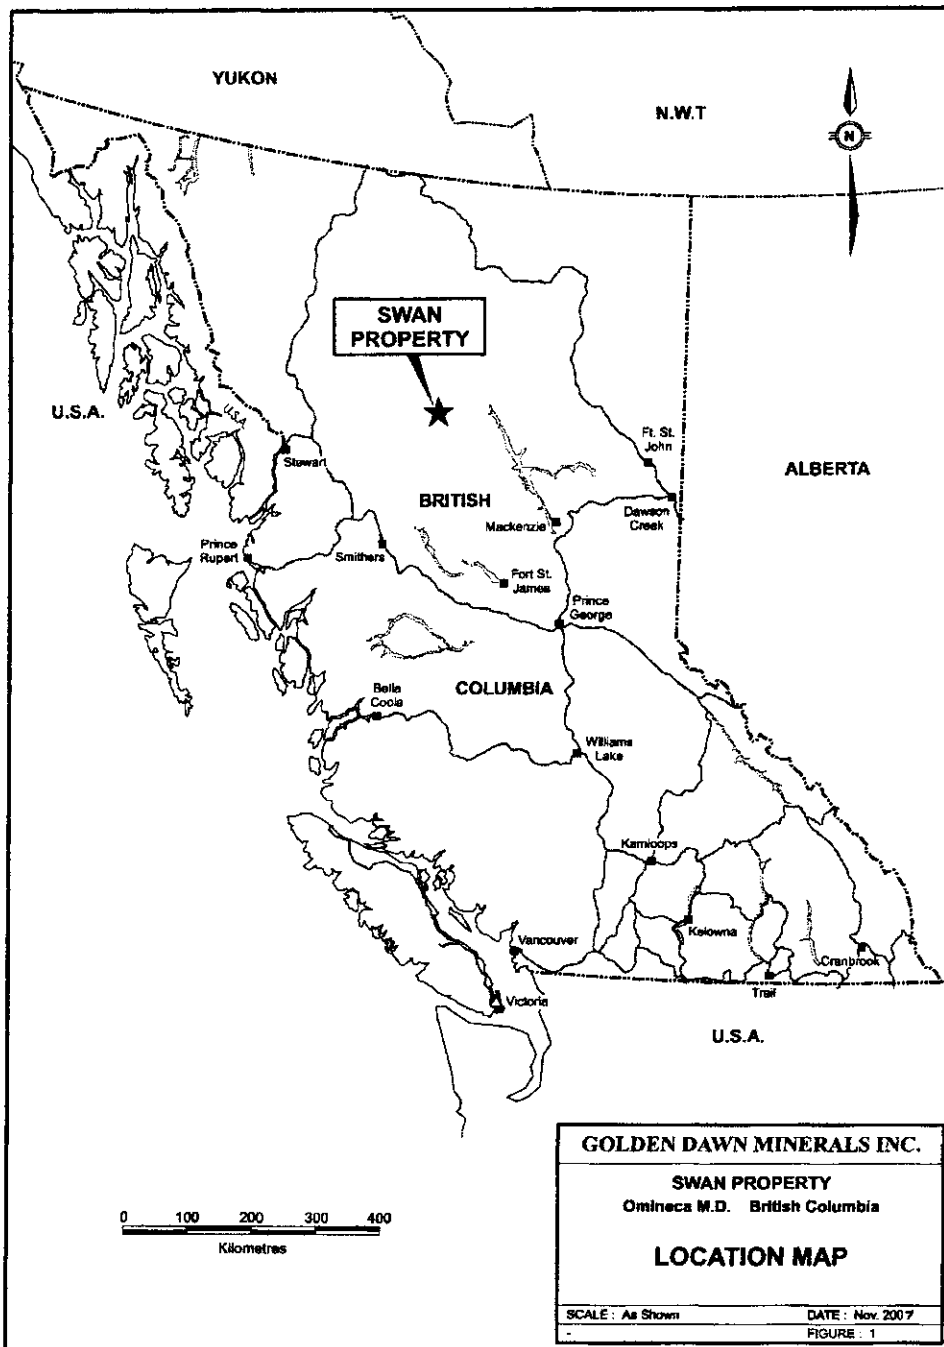 YUKON
N.W.T
N
SWAN
PROPERTY
U.S.A.
U.S.A.
Stewart
Ft. St.
John
ALBERTA
BRITISH
Mackenzie
Dawson
Creek
Prince
Rupert
Smithers
Fort St.
James
Prince
George
COLUMBIA
Bella
Coola
Williams
Lake
Kamloops
Kelowna
Vancouver
Cranbrook
Trail
Victoria
U.S.A.
GOLDEN DAWN MINERALS INC.
SWAN PROPERTY
Omineca M.D. British Columbia
LOCATION MAP
SCALE : As Shown
DATE : Nov. 2007
-
FIGURE : 1
0 100 200 300 400
Kilometres